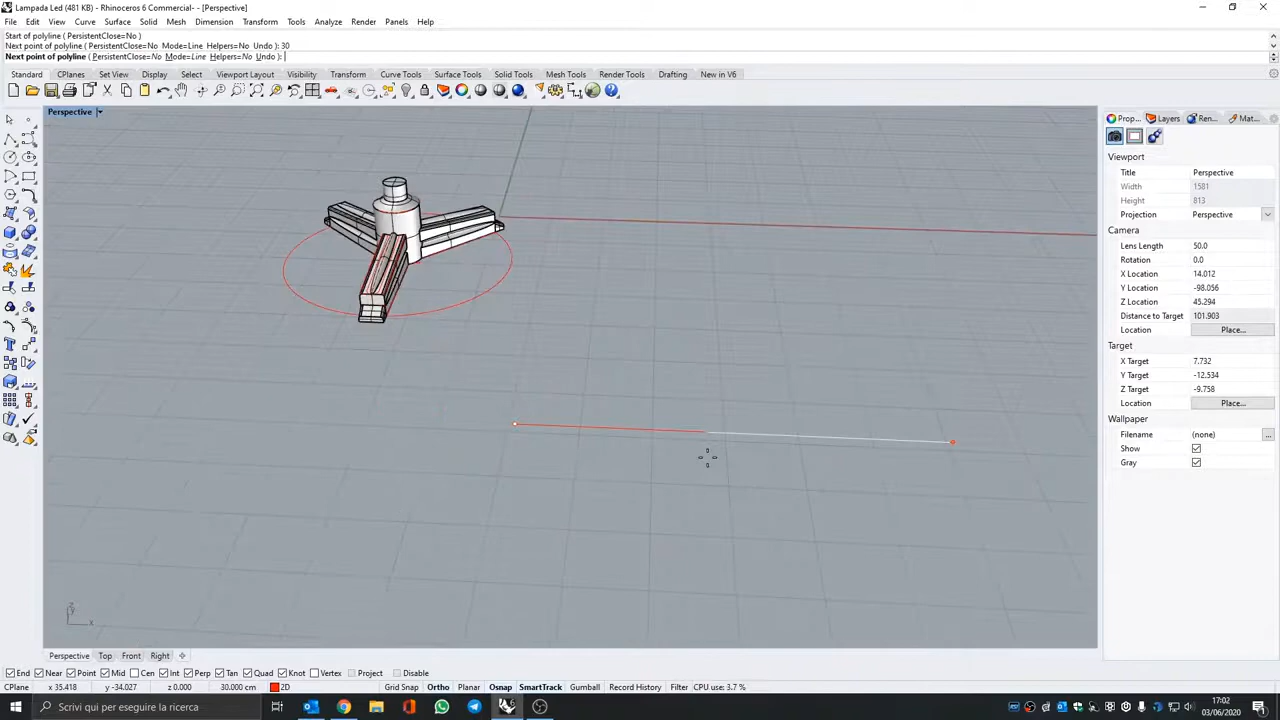 Lampada Led (481 KB) - Rhinoceros 6 Commercial- - [Perspective]
File Edit View Curve Surface Solid Mesh Dimension Transform Tools Analyze Render Panels Help
Start of polyline ( PersistentClose=No )
Next point of polyline ( PersistentClose=No Mode=Line Helpers=No Undo ): 30
Next point of polyline ( PersistentClose=No Mode=Line Helpers=No Undo ):
Standard CPlanes Set View Display Select Viewport Layout Visibility Transform Curve Tools Surface Tools Solid Tools Mesh Tools Render Tools Drafting New in V6
Perspective
Prop... Layers Ren... Mat...
Viewport
Title Perspective
Width 1581
Height 813
Projection Perspective
Camera
Lens Length 50.0
Rotation 0.0
X Location 14.012
Y Location -98.056
Z Location 45.294
Distance to Target 101.903
Location Place...
Target
X Target 7.732
Y Target -12.534
Z Target -9.758
Location Place...
Wallpaper
Filename (none) ...
Show
Gray
y
x
Perspective Top Front Right
End Near Point Mid Cen Int Perp Tan Quad Knot Vertex Project Disable
CPlane x 35.418 y -34.027 z 0.000 30.000 cm 2D Grid Snap Ortho Planar Osnap SmartTrack Gumball Record History Filter CPU use: 3.7 %
Scrivi qui per eseguire la ricerca
17:02
03/06/2020